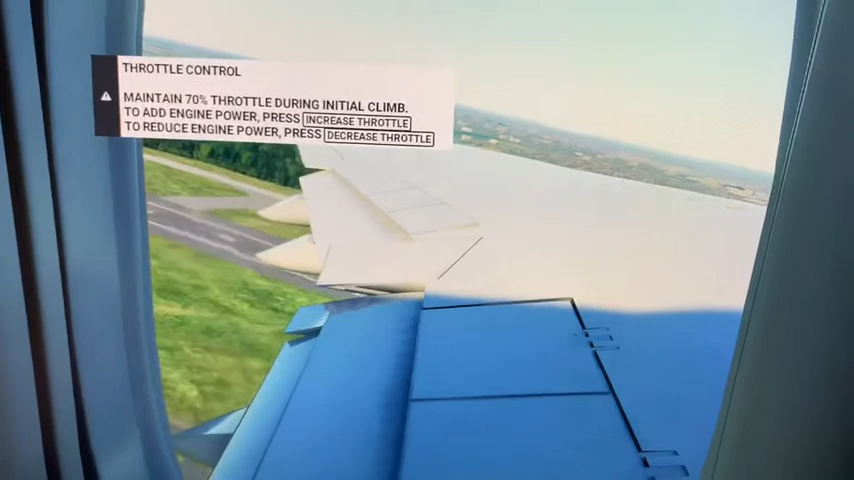 THROTTLE CONTROL
MAINTAIN 70% THROTTLE DURING INITIAL CLIMB.
TO ADD ENGINE POWER, PRESS INCREASE THROTTLE
TO REDUCE ENGINE POWER, PRESS DECREASE THROTTLE